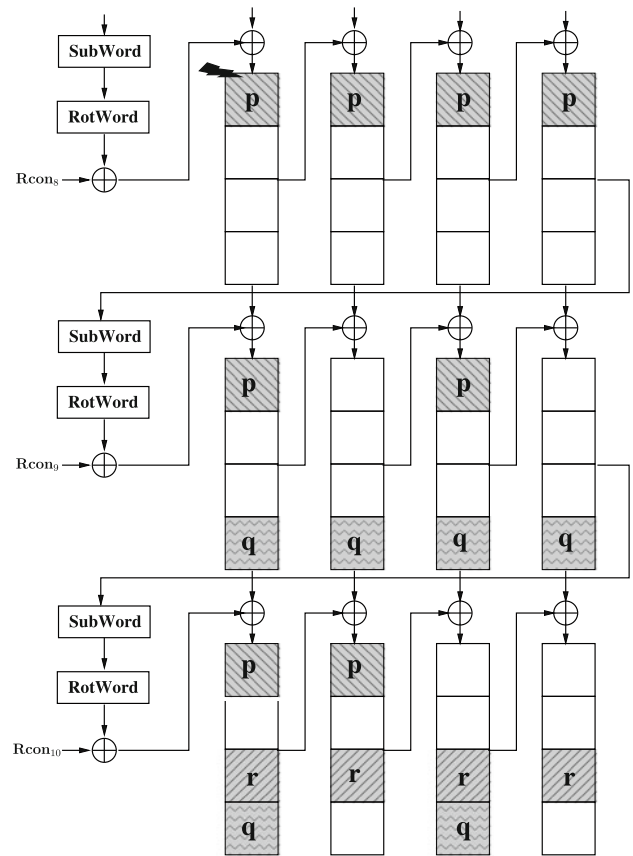 SubWord
p p p p
RotWord
Rcon8
SubWord
p p
RotWord
Rcon9
q q q q
SubWord
p p
RotWord
Rcon10
r r r r
q q